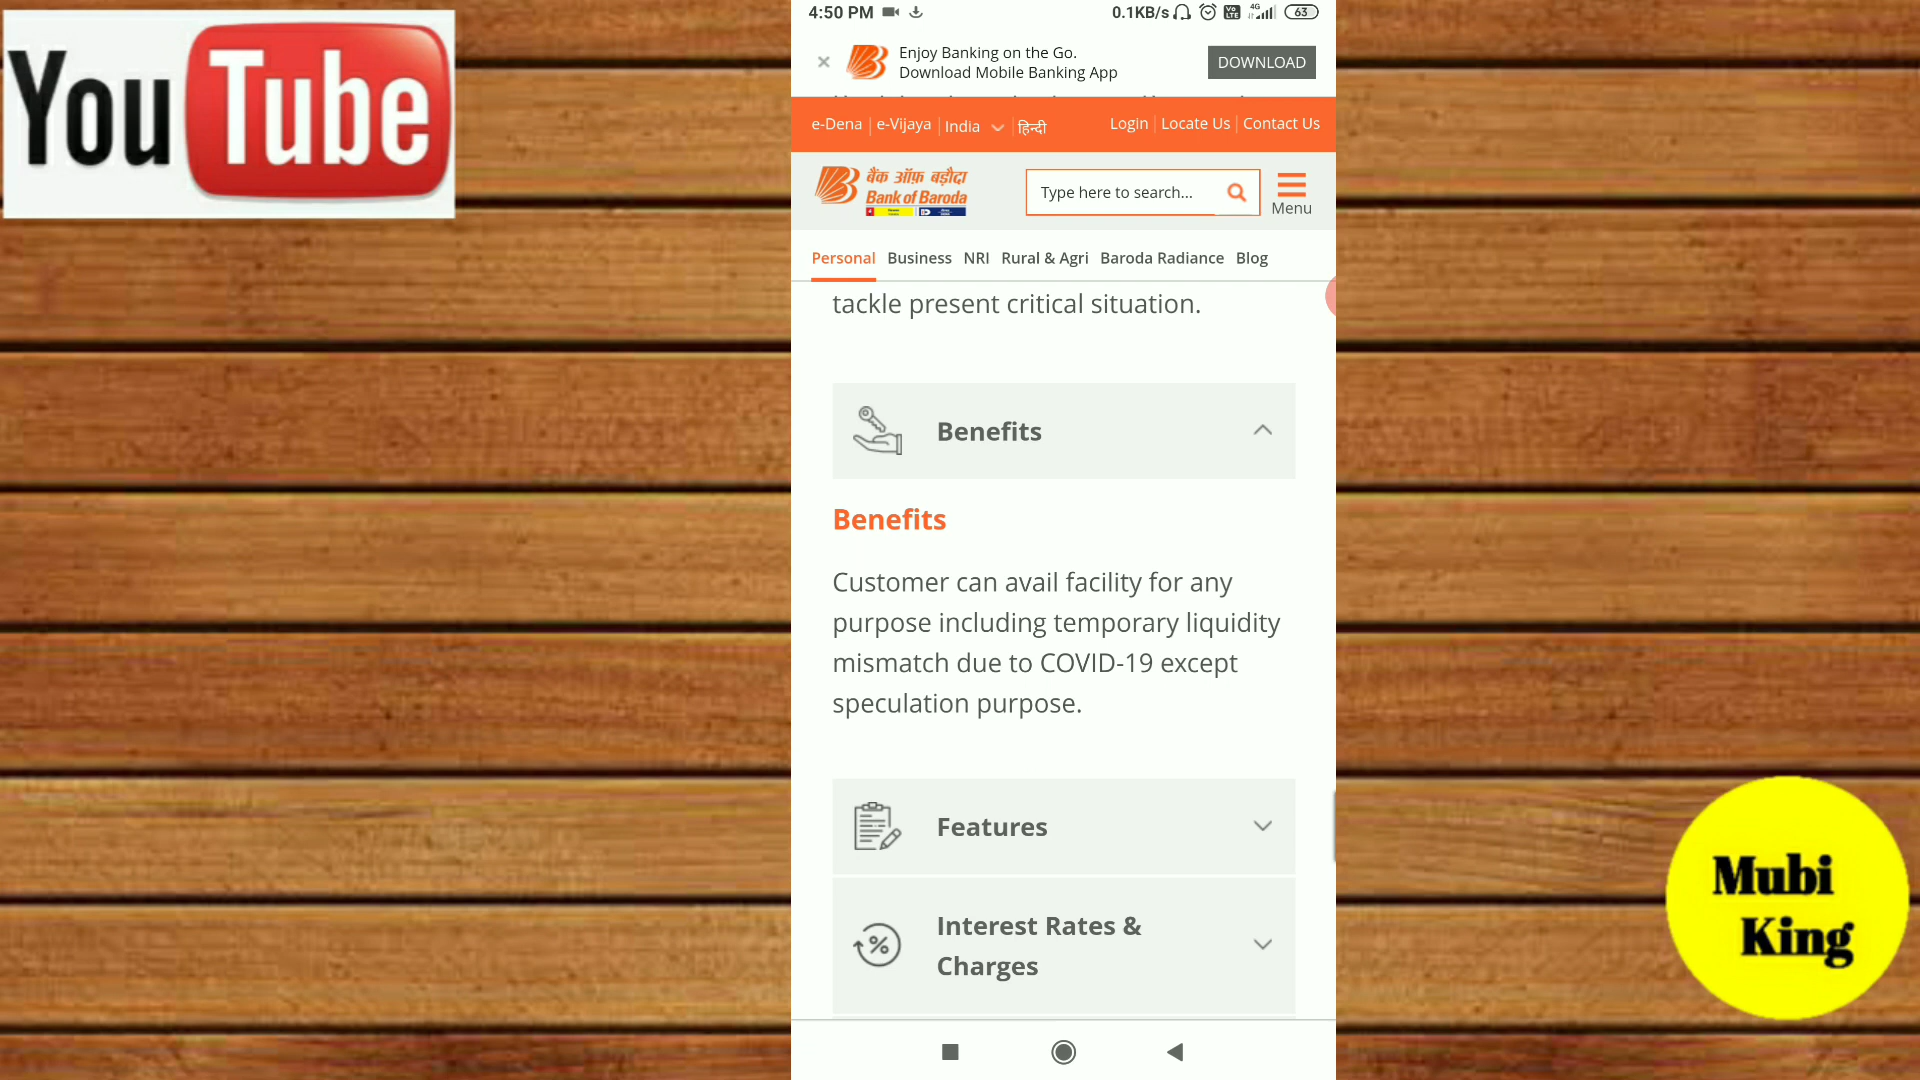 YouTube
4:50 PM
0.1KB/s
4G
Vo LTE
63
Enjoy Banking on the Go.
Download Mobile Banking App
DOWNLOAD
e-Dena | e-Vijaya | India | हिन्दी
Login | Locate Us | Contact Us
बैंक ऑफ़ बड़ौदा
Bank of Baroda
Type here to search...
Menu
Personal Business NRI Rural & Agri Baroda Radiance Blog
tackle present critical situation.
Benefits
Benefits
Customer can avail facility for any
purpose including temporary liquidity
mismatch due to COVID-19 except
speculation purpose.
Features
Interest Rates &
Charges
Mubi
King